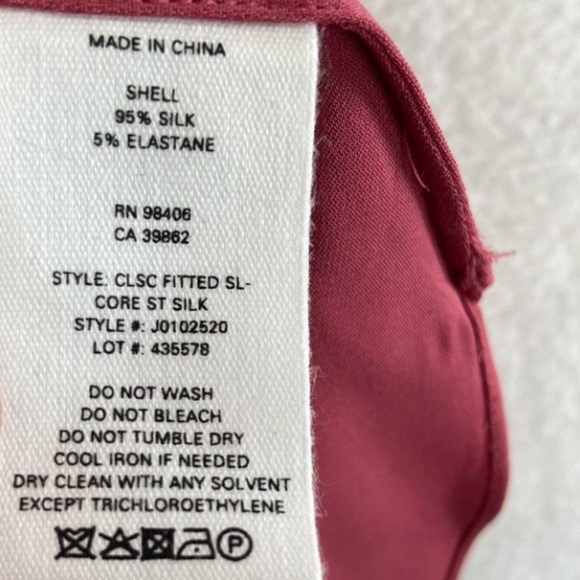 MADE IN CHINA
SHELL
95% SILK
5% ELASTANE
RN 98406
CA 39862
STYLE: CLSC FITTED SL-
CORE ST SILK
STYLE #: J0102520
LOT #: 435578
DO NOT WASH
DO NOT BLEACH
DO NOT TUMBLE DRY
COOL IRON IF NEEDED
DRY CLEAN WITH ANY SOLVENT
EXCEPT TRICHLOROETHYLENE
P